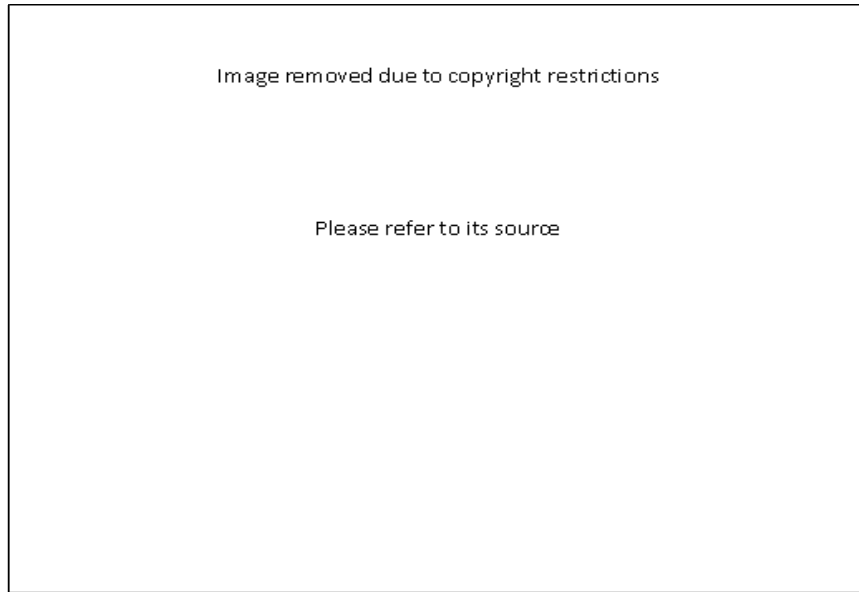 Image removed due to copyright restrictions
Please refer to its source